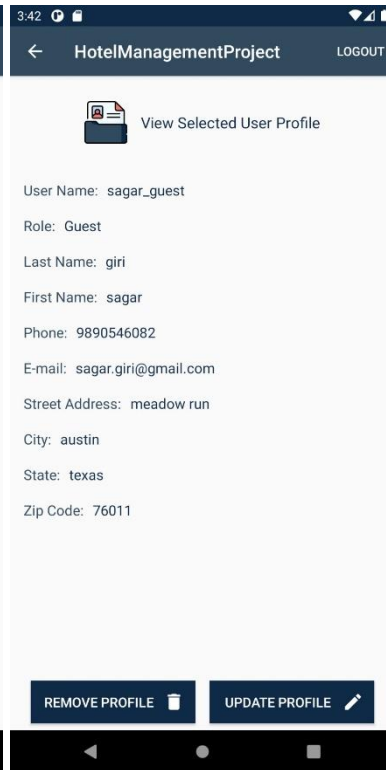 3:42
HotelManagementProject LOGOUT
View Selected User Profile
User Name: sagar_guest
Role: Guest
Last Name: giri
First Name: sagar
Phone: 9890546082
E-mail: sagar.giri@gmail.com
Street Address: meadow run
City: austin
State: texas
Zip Code: 76011
REMOVE PROFILE UPDATE PROFILE